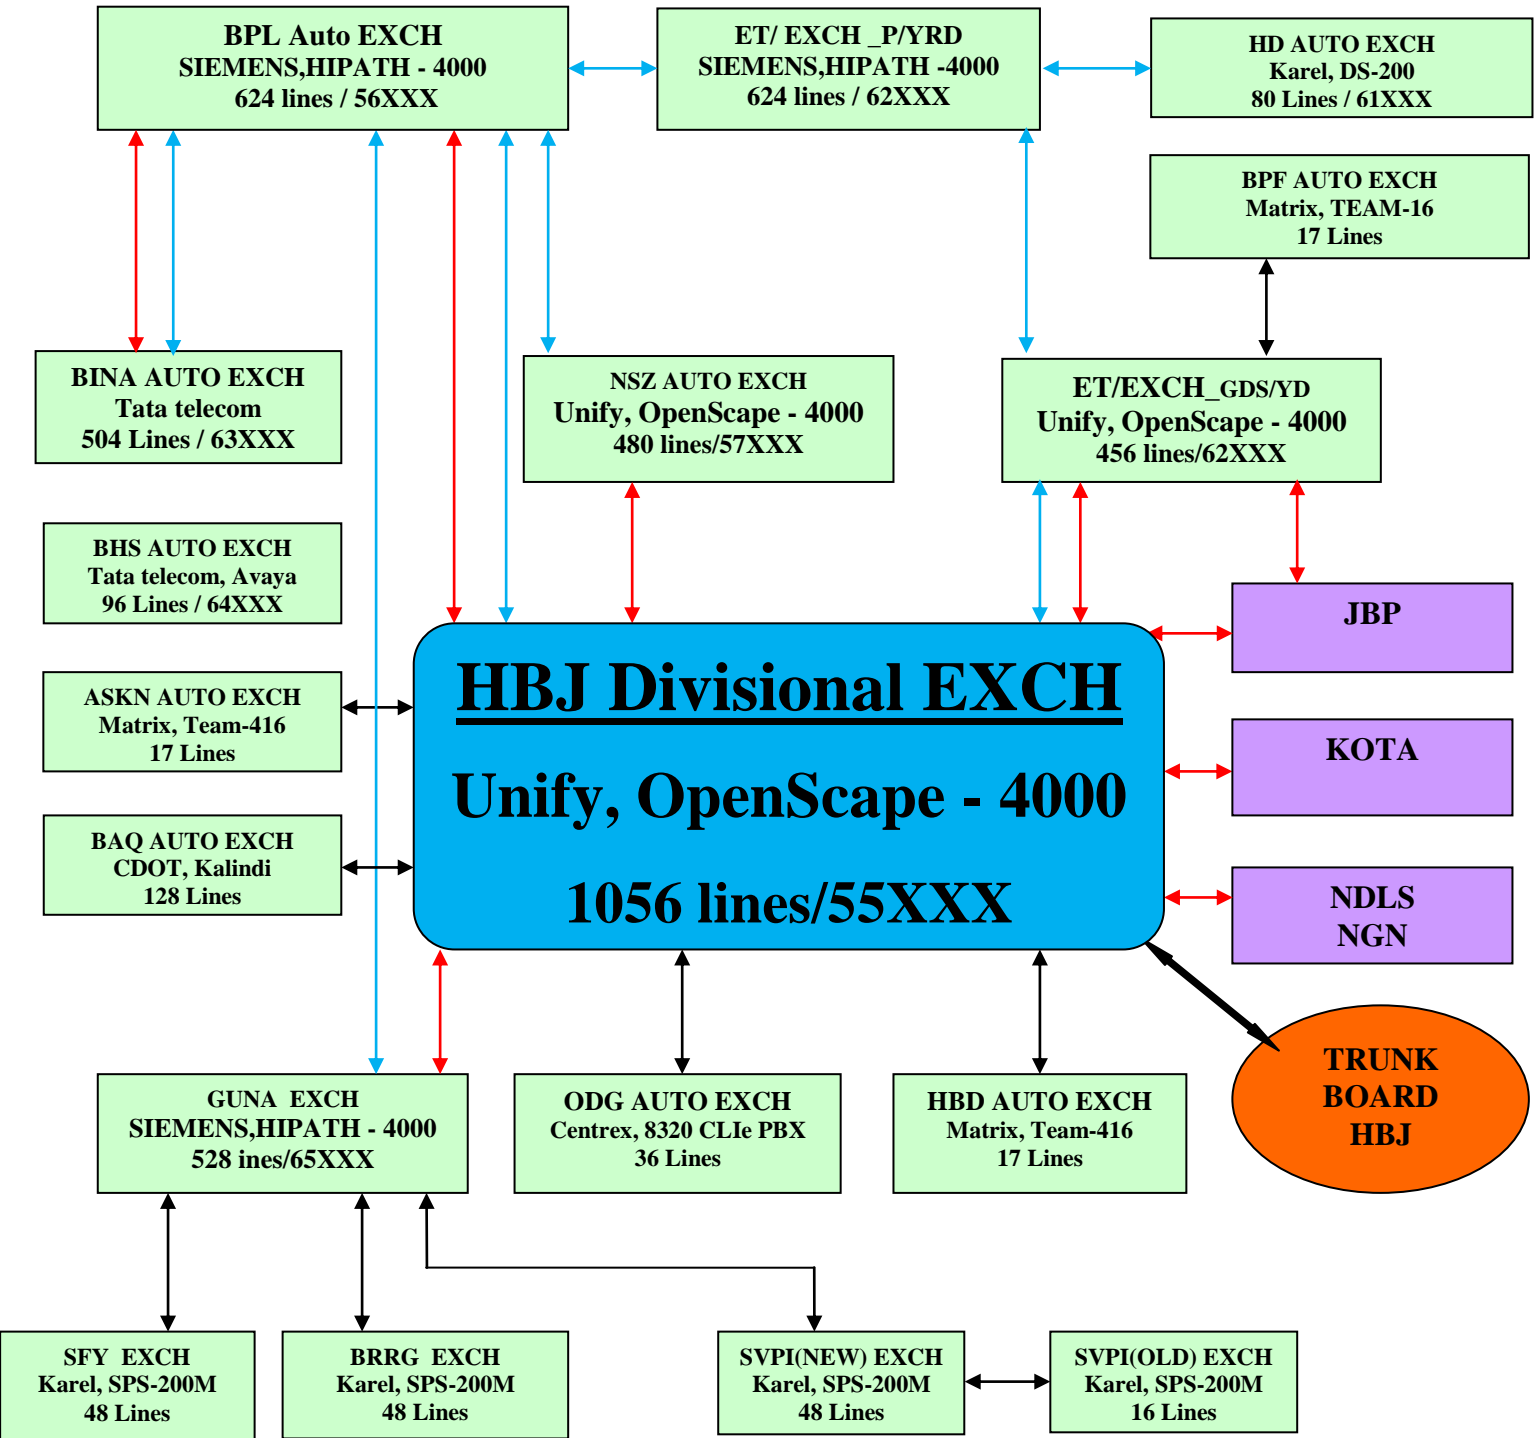 BPL Auto EXCH
SIEMENS,HIPATH - 4000
624 lines / 56XXX
ET/ EXCH _P/YRD
SIEMENS,HIPATH -4000
624 lines / 62XXX
HD AUTO EXCH
Karel, DS-200
80 Lines / 61XXX
BPF AUTO EXCH
Matrix, TEAM-16
17 Lines
BINA AUTO EXCH
Tata telecom
504 Lines / 63XXX
NSZ AUTO EXCH
Unify, OpenScape - 4000
480 lines/57XXX
ET/EXCH_GDS/YD
Unify, OpenScape - 4000
456 lines/62XXX
BHS AUTO EXCH
Tata telecom, Avaya
96 Lines / 64XXX
JBP
ASKN AUTO EXCH
Matrix, Team-416
17 Lines
HBJ Divisional EXCH
Unify, OpenScape - 4000
1056 lines/55XXX
KOTA
BAQ AUTO EXCH
CDOT, Kalindi
128 Lines
NDLS
NGN
TRUNK
BOARD
HBJ
GUNA  EXCH
SIEMENS,HIPATH - 4000
528 ines/65XXX
ODG AUTO EXCH
Centrex, 8320 CLIe PBX
36 Lines
HBD AUTO EXCH
Matrix, Team-416
17 Lines
SFY  EXCH
Karel, SPS-200M
48 Lines
BRRG  EXCH
Karel, SPS-200M
48 Lines
SVPI(NEW) EXCH
Karel, SPS-200M
48 Lines
SVPI(OLD) EXCH
Karel, SPS-200M
16 Lines